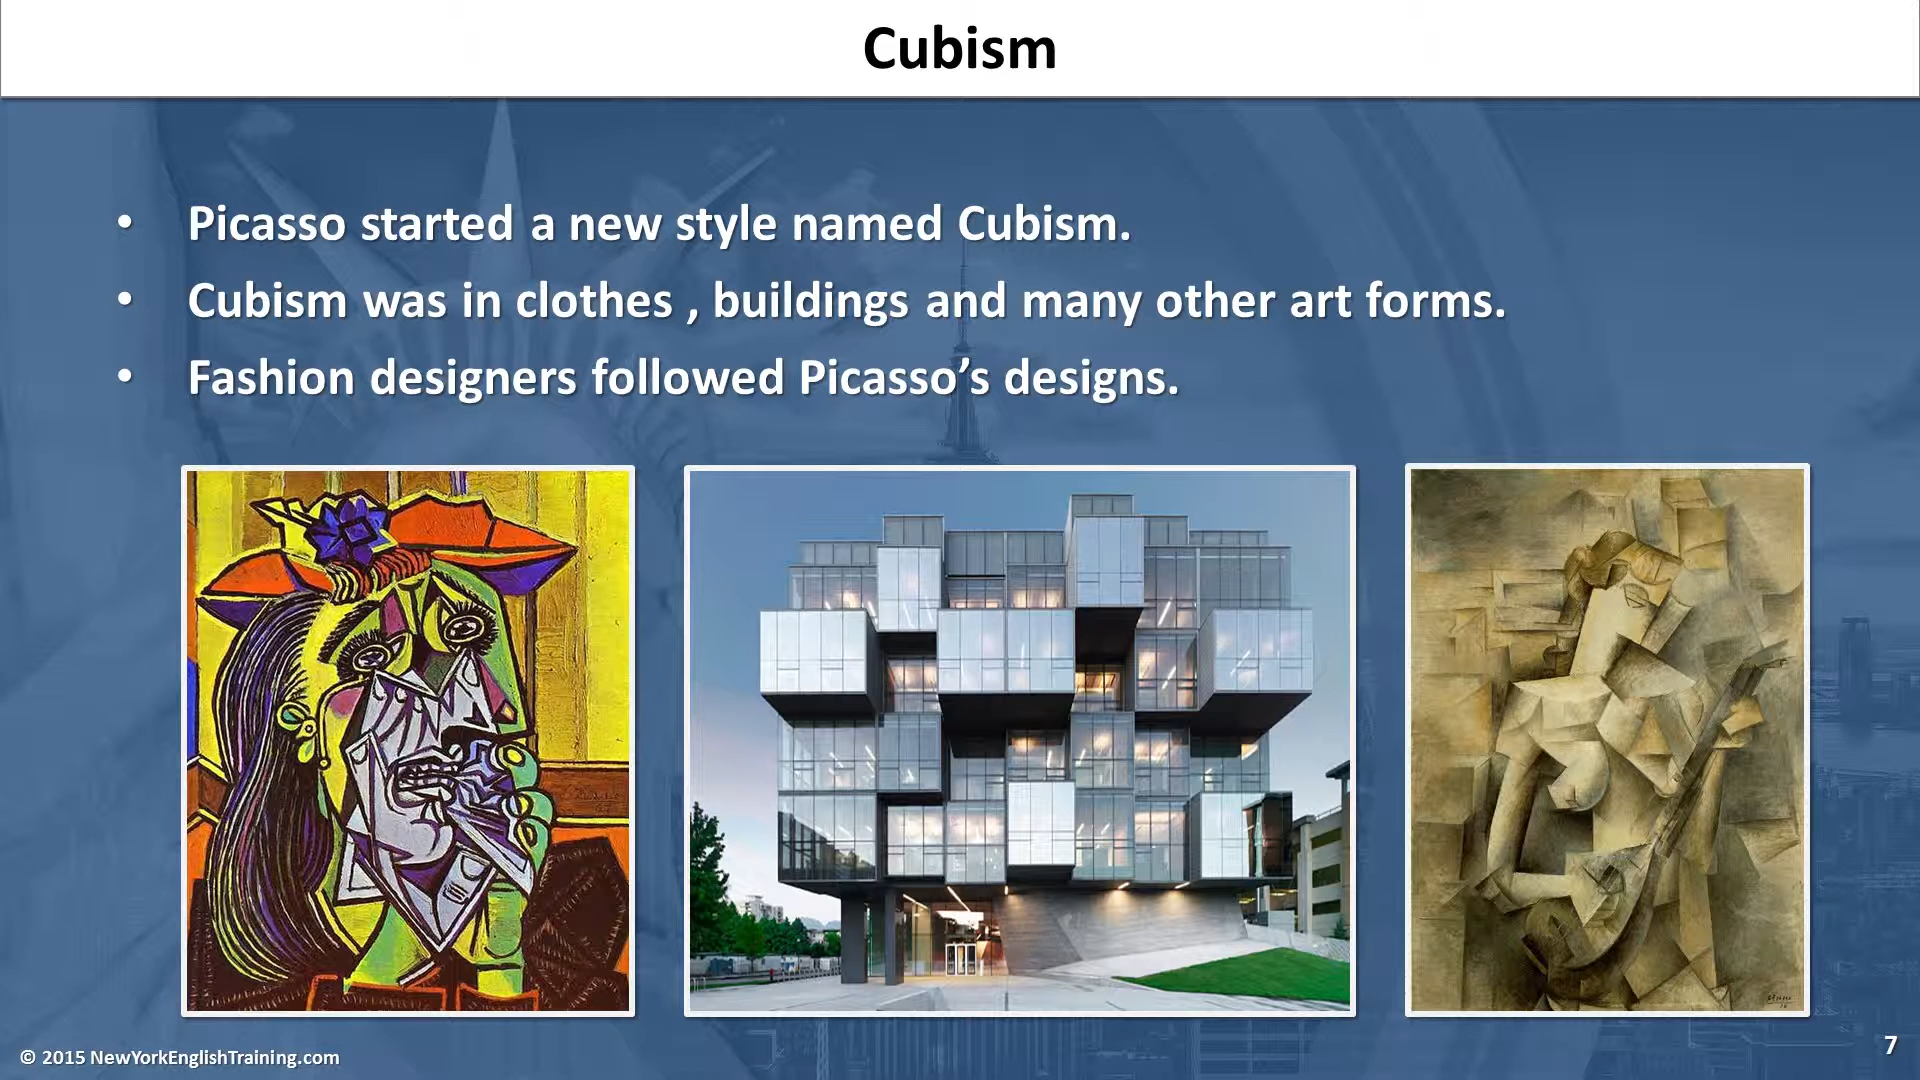 Cubism
• Picasso started a new style named Cubism.
• Cubism was in clothes , buildings and many other art forms.
• Fashion designers followed Picasso’s designs.
© 2015 NewYorkEnglishTraining.com
7